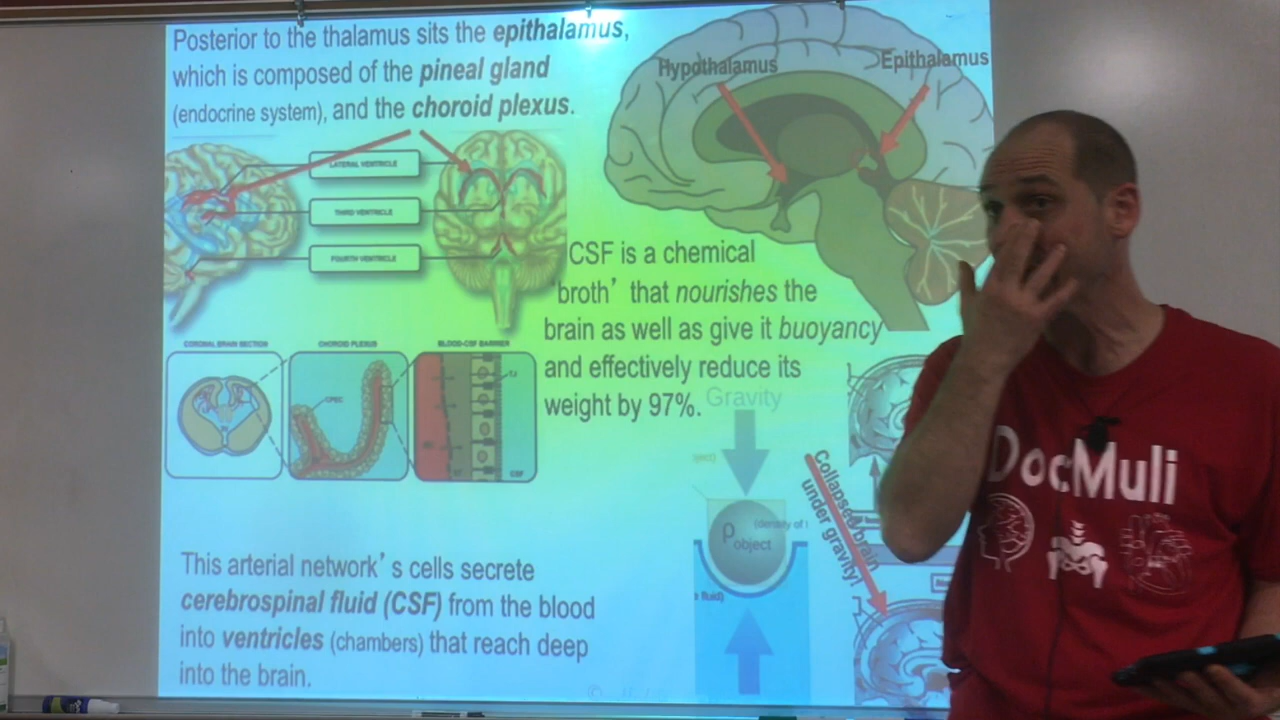 Posterior to the thalamus sits the epithalamus,
which is composed of the pineal gland
(endocrine system), and the choroid plexus.
Hypothalamus
Epithalamus
LATERAL VENTRICLE
THIRD VENTRICLE
FOURTH VENTRICLE
CSF is a chemical
'broth' that nourishes the
brain as well as give it buoyancy
and effectively reduce its
weight by 97%.
CORONAL BRAIN SECTION
CHOROID PLEXUS
BLOOD-CSF BARRIER
CPEC
CSF
Gravity
ρobject
(density of
fluid)
Collapsed brain
under gravity!
This arterial network's cells secrete
cerebrospinal fluid (CSF) from the blood
into ventricles (chambers) that reach deep
into the brain.
DocMuli